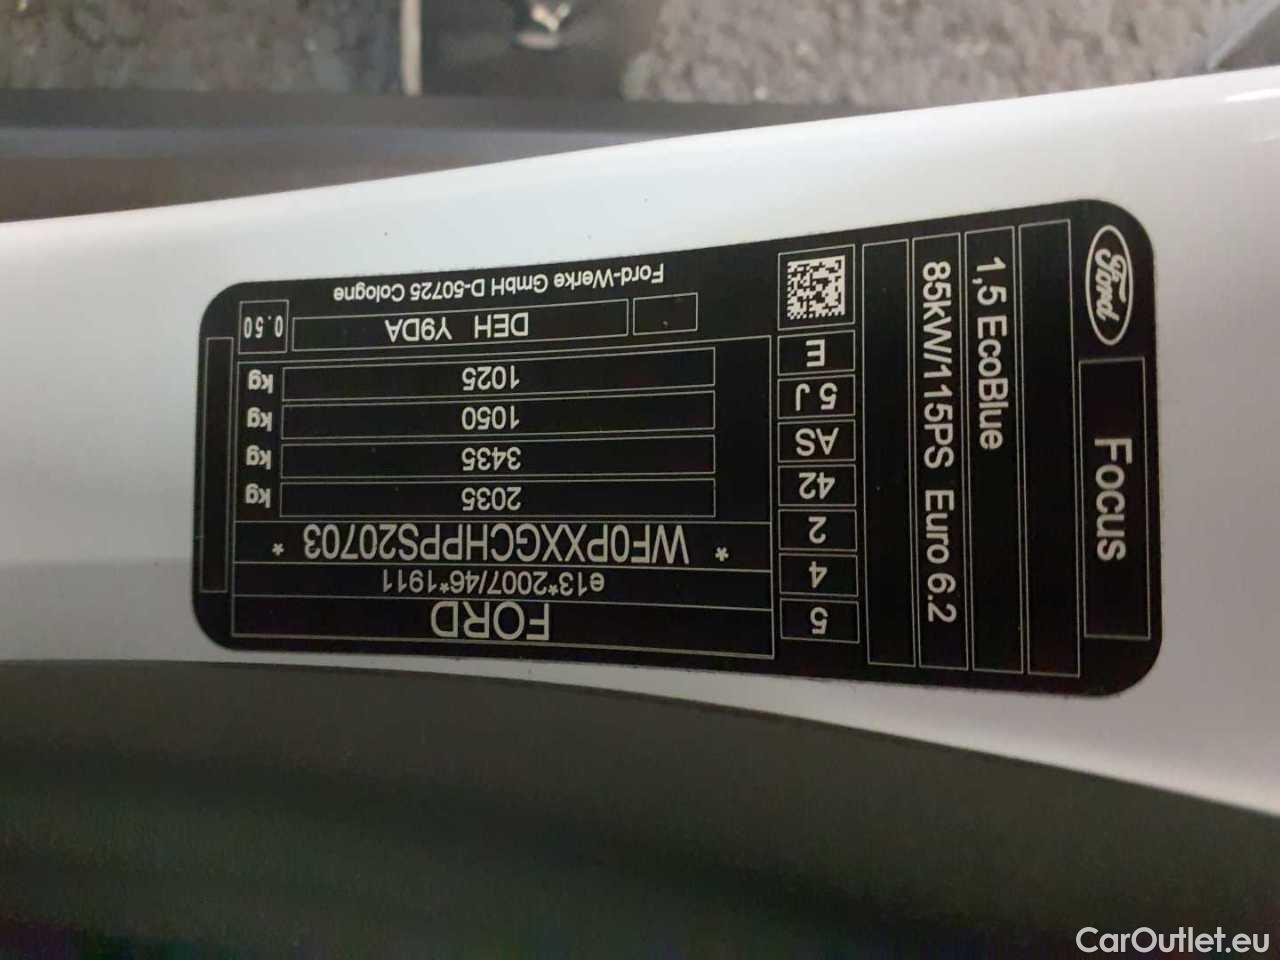 FORD
e13*2007/46*1911
* WF0PXXGCHPPS20703 *
2035 kg
3435 kg
1050 kg
1025 kg
DEH Y9DA 0.50
Ford-Werke GmbH D-50725 Cologne
5
4
2
42
AS
5J
E
85kW/115PS Euro 6.2
1,5 EcoBlue
Ford Focus
CarOutlet.eu